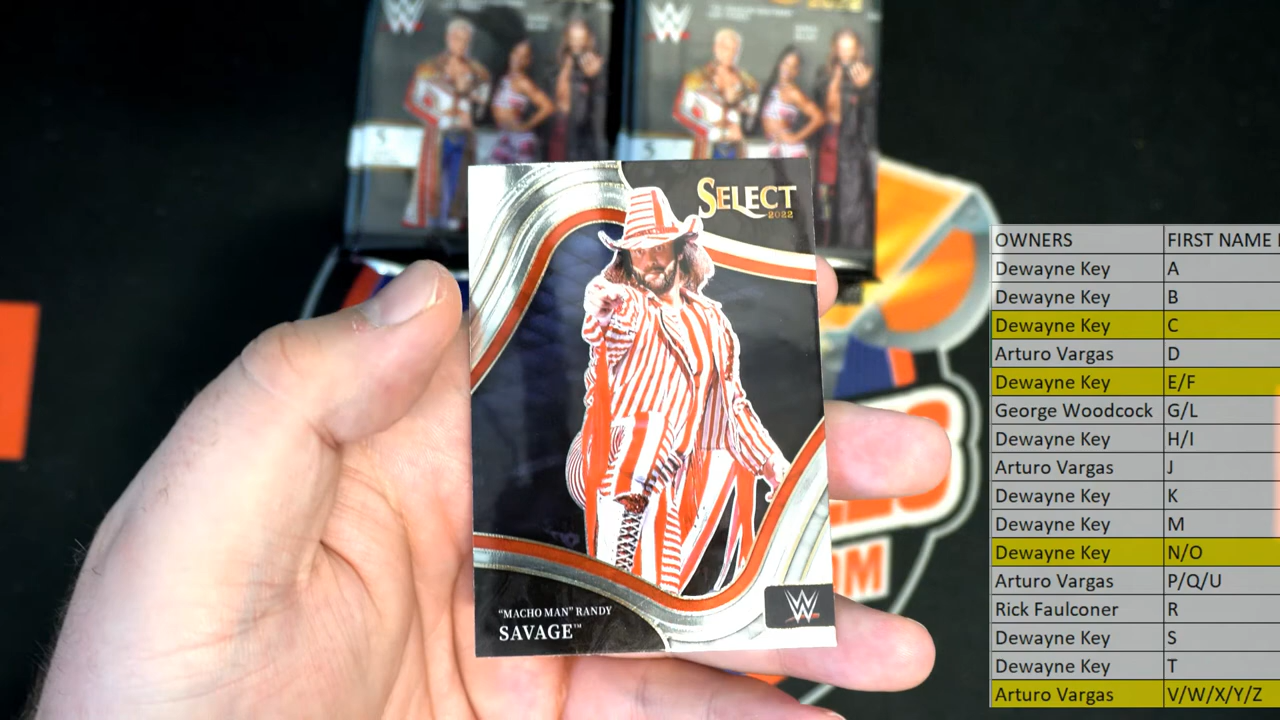 SELECT
2022
"MACHO MAN" RANDY
SAVAGE™
OWNERS FIRST NAME
Dewayne Key A
Dewayne Key B
Dewayne Key C
Arturo Vargas D
Dewayne Key E/F
George Woodcock G/L
Dewayne Key H/I
Arturo Vargas J
Dewayne Key K
Dewayne Key M
Dewayne Key N/O
Arturo Vargas P/Q/U
Rick Faulconer R
Dewayne Key S
Dewayne Key T
Arturo Vargas V/W/X/Y/Z